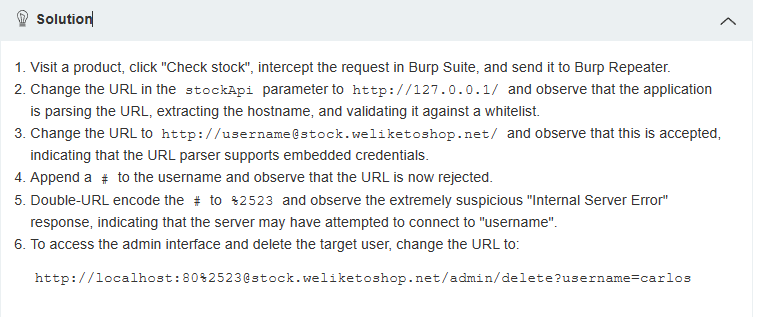 Solution
1. Visit a product, click "Check stock", intercept the request in Burp Suite, and send it to Burp Repeater.
2. Change the URL in the stockApi parameter to http://127.0.0.1/ and observe that the application
is parsing the URL, extracting the hostname, and validating it against a whitelist.
3. Change the URL to http://username@stock.weliketoshop.net/ and observe that this is accepted,
indicating that the URL parser supports embedded credentials.
4. Append a # to the username and observe that the URL is now rejected.
5. Double-URL encode the # to %2523 and observe the extremely suspicious "Internal Server Error"
response, indicating that the server may have attempted to connect to "username".
6. To access the admin interface and delete the target user, change the URL to:
http://localhost:80%2523@stock.weliketoshop.net/admin/delete?username=carlos